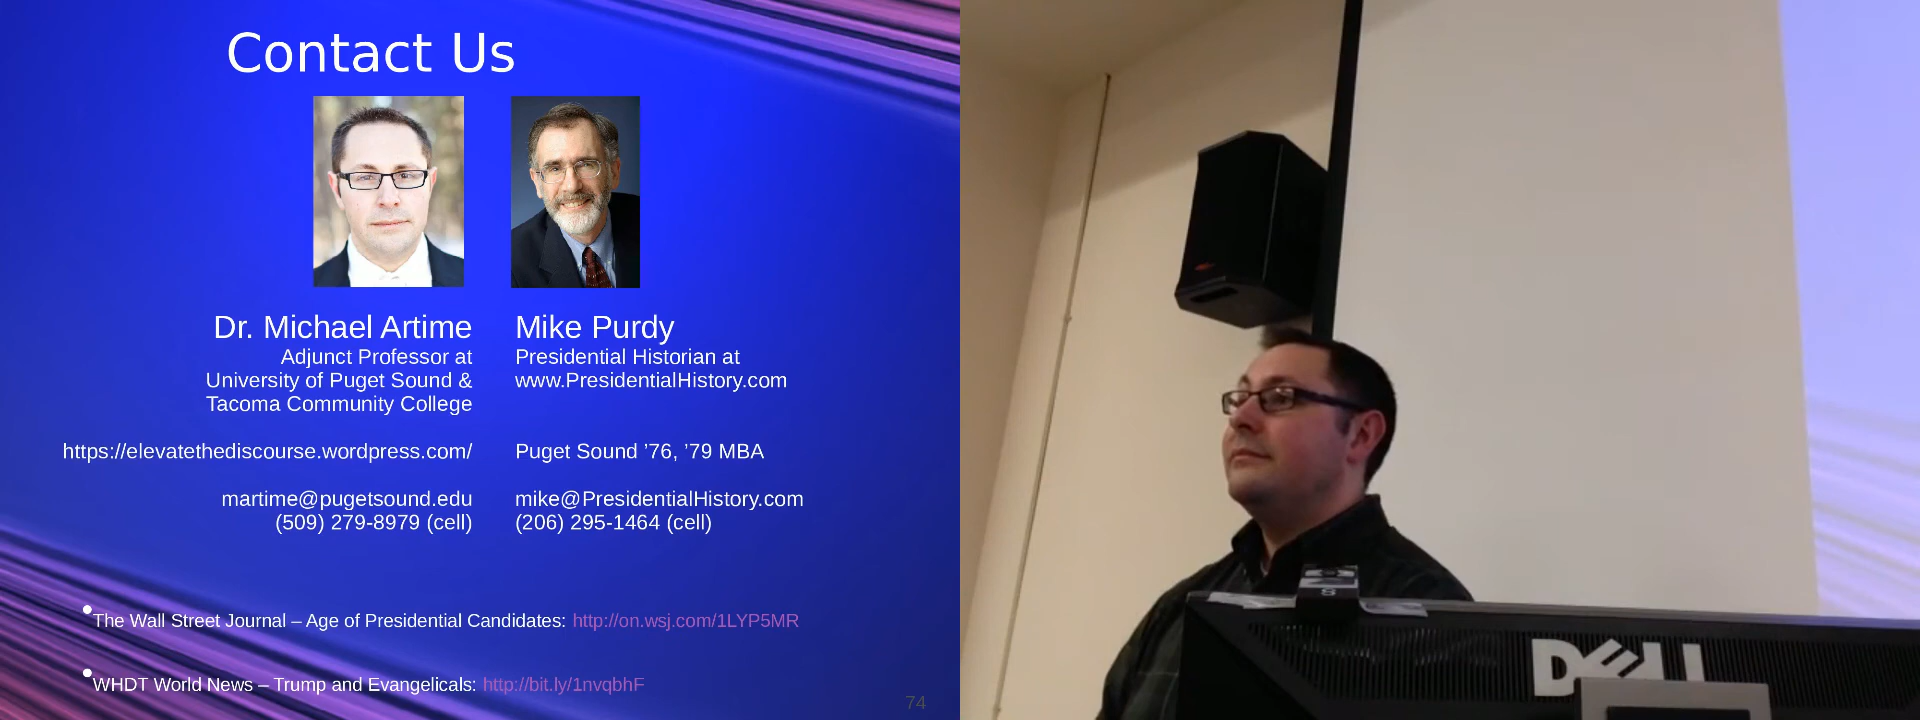 Contact Us
Dr. Michael Artime
Adjunct Professor at
University of Puget Sound &
Tacoma Community College
https://elevatethediscourse.wordpress.com/
martime@pugetsound.edu
(509) 279-8979 (cell)
Mike Purdy
Presidential Historian at
www.PresidentialHistory.com
Puget Sound ’76, ’79 MBA
mike@PresidentialHistory.com
(206) 295-1464 (cell)
•The Wall Street Journal – Age of Presidential Candidates: http://on.wsj.com/1LYP5MR
•WHDT World News – Trump and Evangelicals: http://bit.ly/1nvqbhF
74
DELL